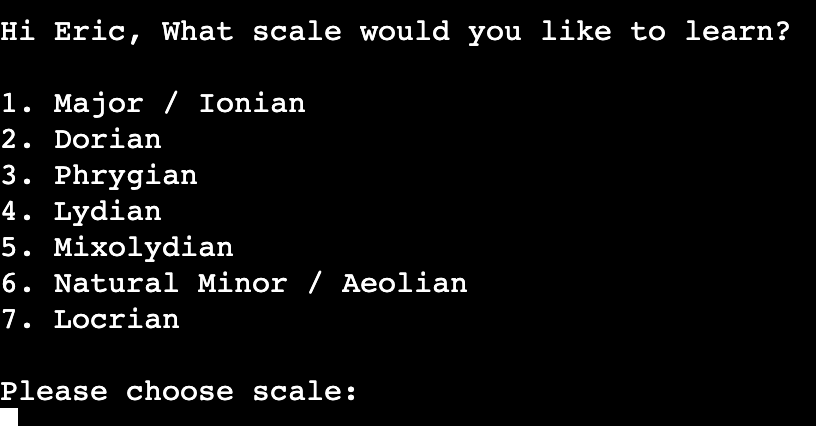 Hi Eric, What scale would you like to learn?
1. Major / Ionian
2. Dorian
3. Phrygian
4. Lydian
5. Mixolydian
6. Natural Minor / Aeolian
7. Locrian
Please choose scale: